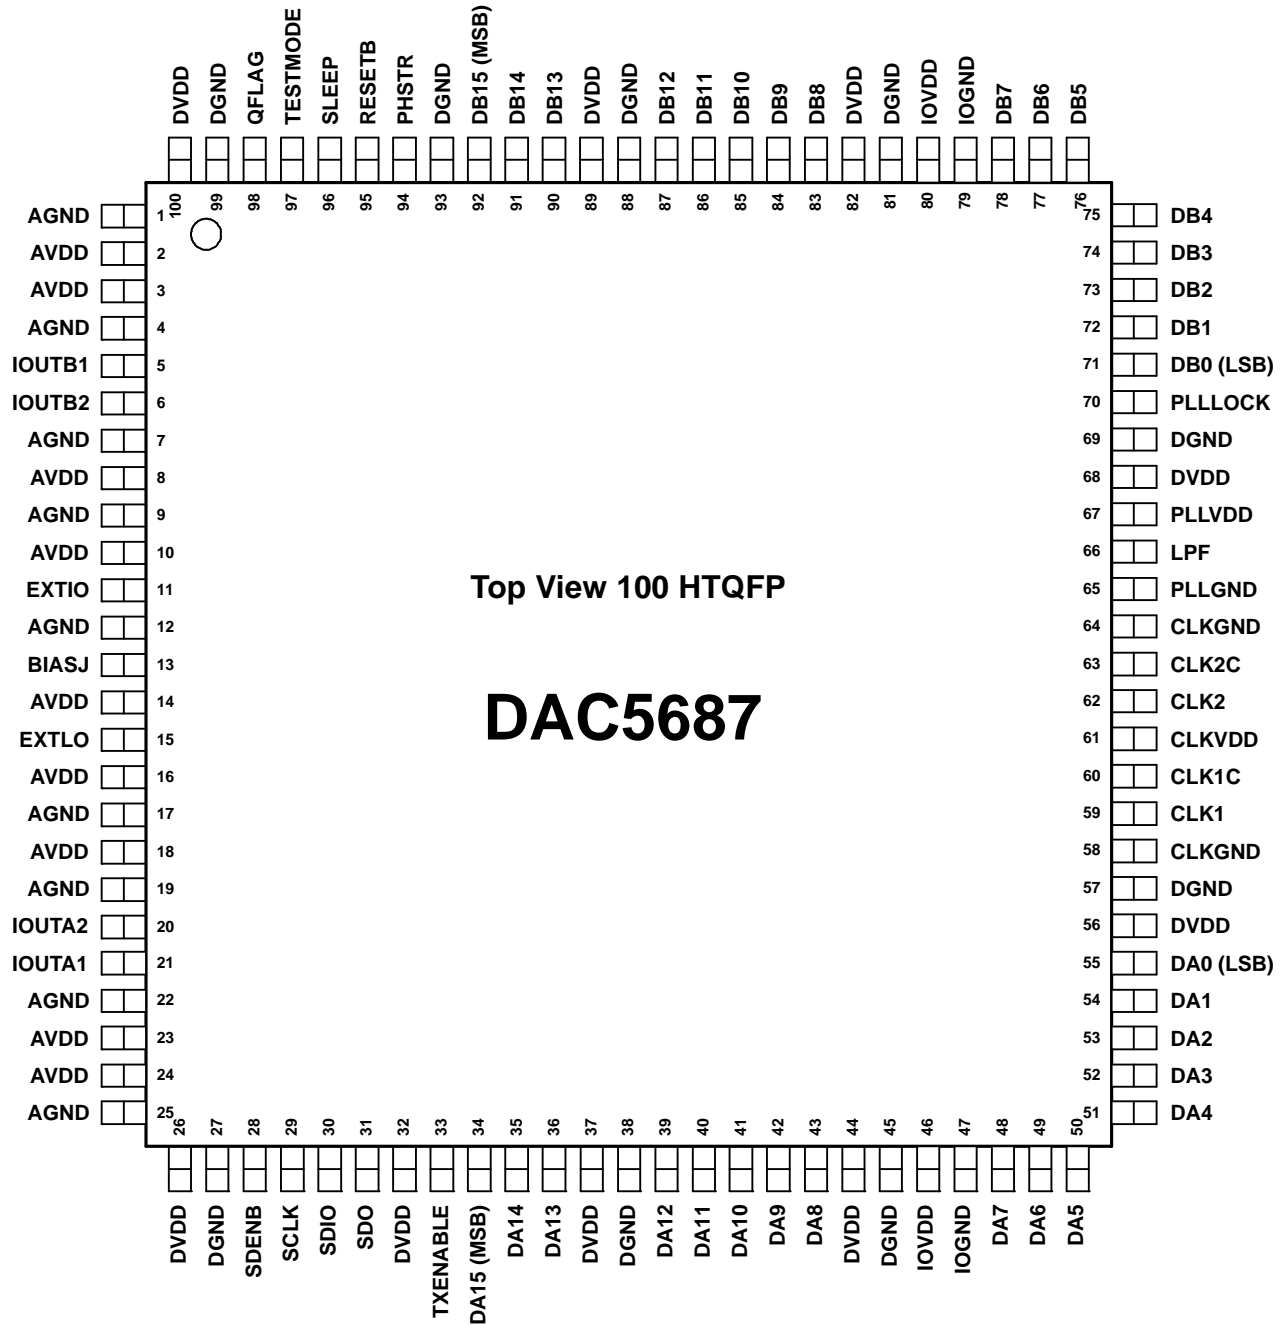 DVDD
DGND
QFLAG
TESTMODE
SLEEP
RESETB
PHSTR
DGND
DB15 (MSB)
DB14
DB13
DVDD
DGND
DB12
DB11
DB10
DB9
DB8
DVDD
DGND
IOVDD
IOGND
DB7
DB6
DB5
100
99
98
97
96
95
94
93
92
91
90
89
88
87
86
85
84
83
82
81
80
79
78
77
76
AGND 1
AVDD 2
AVDD 3
AGND 4
IOUTB1 5
IOUTB2 6
AGND 7
AVDD 8
AGND 9
AVDD 10
EXTIO 11
AGND 12
BIASJ 13
AVDD 14
EXTLO 15
AVDD 16
AGND 17
AVDD 18
AGND 19
IOUTA2 20
IOUTA1 21
AGND 22
AVDD 23
AVDD 24
AGND 25
Top View 100 HTQFP
DAC5687
75 DB4
74 DB3
73 DB2
72 DB1
71 DB0 (LSB)
70 PLLLOCK
69 DGND
68 DVDD
67 PLLVDD
66 LPF
65 PLLGND
64 CLKGND
63 CLK2C
62 CLK2
61 CLKVDD
60 CLK1C
59 CLK1
58 CLKGND
57 DGND
56 DVDD
55 DA0 (LSB)
54 DA1
53 DA2
52 DA3
51 DA4
26
27
28
29
30
31
32
33
34
35
36
37
38
39
40
41
42
43
44
45
46
47
48
49
50
DVDD
DGND
SDENB
SCLK
SDIO
SDO
DVDD
TXENABLE
DA15 (MSB)
DA14
DA13
DVDD
DGND
DA12
DA11
DA10
DA9
DA8
DVDD
DGND
IOVDD
IOGND
DA7
DA6
DA5